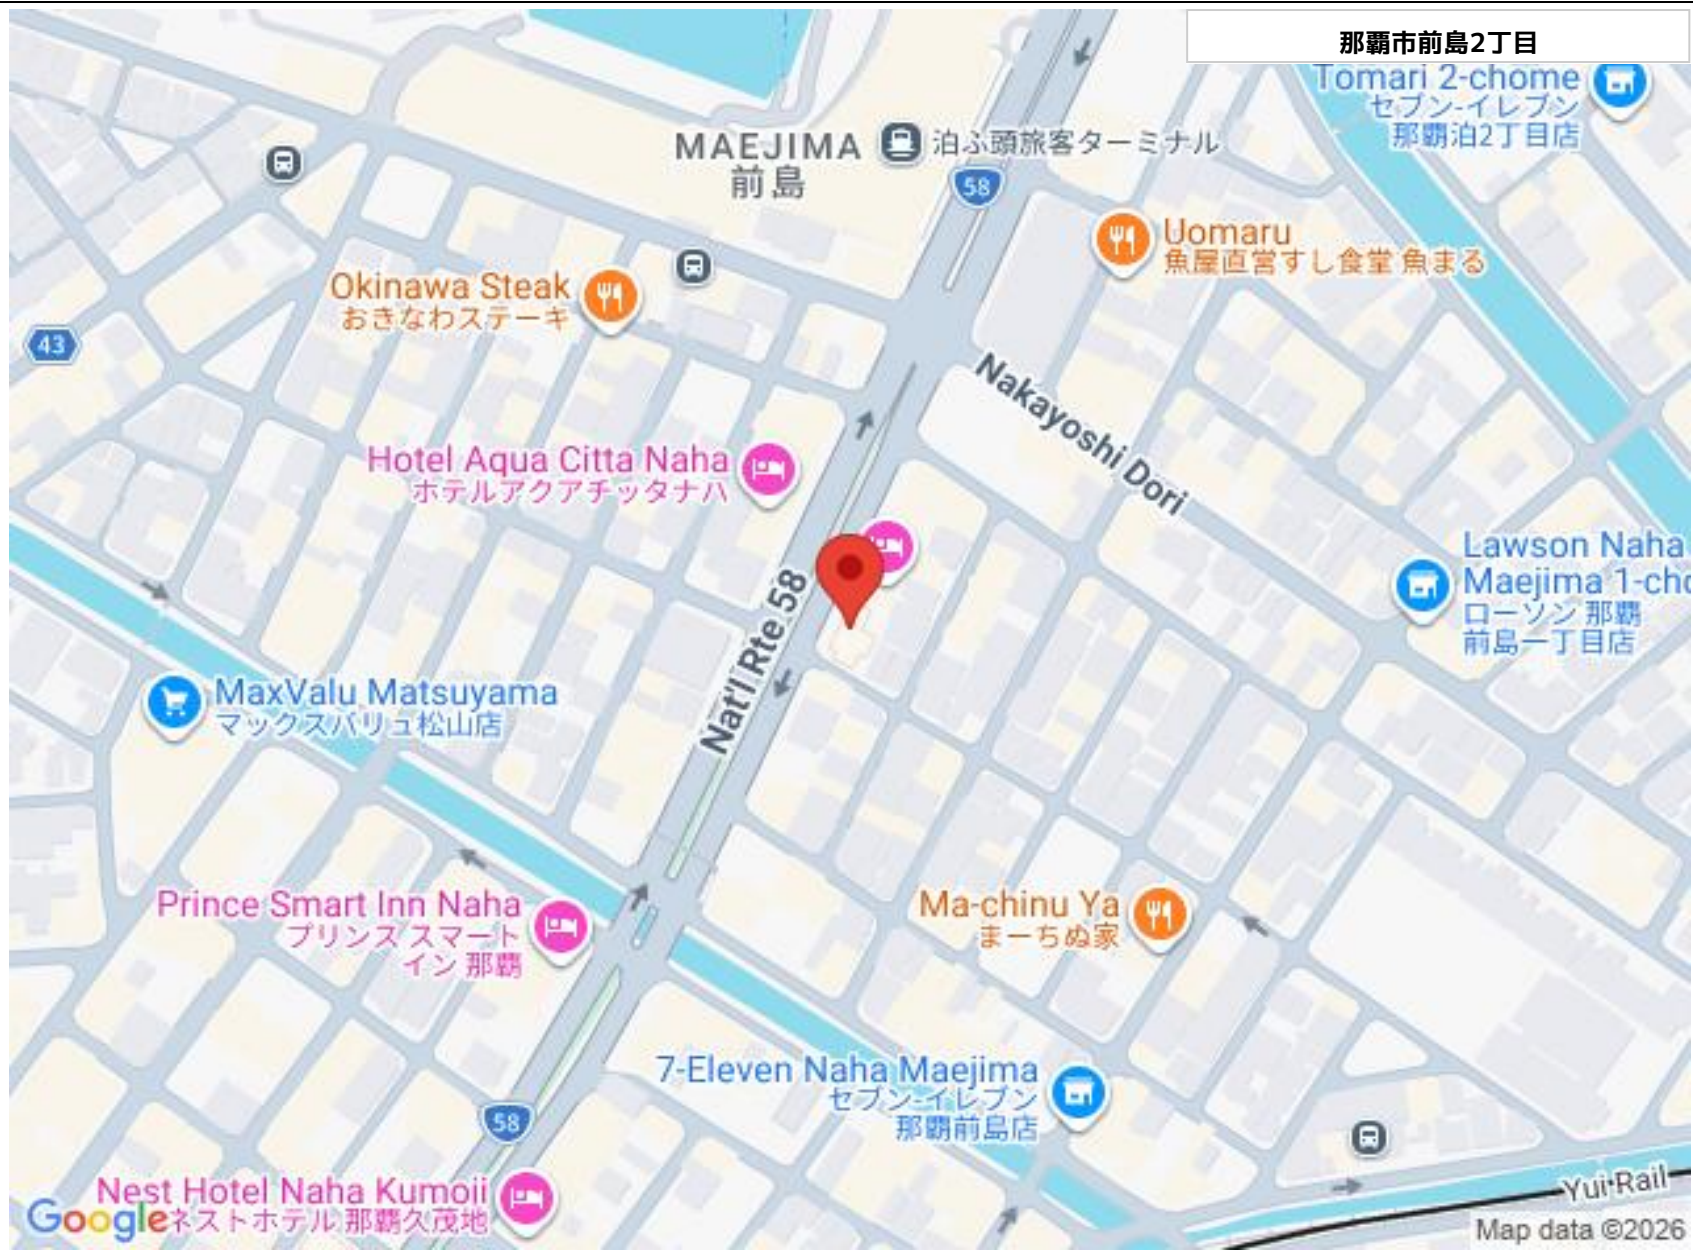 那覇市前島2丁目
Tomari 2-chome
セブン-イレブン
那覇泊2丁目店
MAEJIMA
前島
泊ふ頭旅客ターミナル
58
Uomaru
魚屋直営すし食堂 魚まる
Okinawa Steak
おきなわステーキ
43
Nakayoshi Dori
Hotel Aqua Citta Naha
ホテルアクアチッタナハ
Lawson Naha
Maejima 1-cho
ローソン 那覇
前島一丁目店
Nat'l Rte 58
MaxValu Matsuyama
マックスバリュ松山店
Prince Smart Inn Naha
プリンス スマート
イン 那覇
Ma-chinu Ya
まーちぬ家
7-Eleven Naha Maejima
セブン-イレブン
那覇前島店
58
Nest Hotel Naha Kumoji
ネストホテル 那覇久茂地
Google
Yui Rail
Map data ©2026